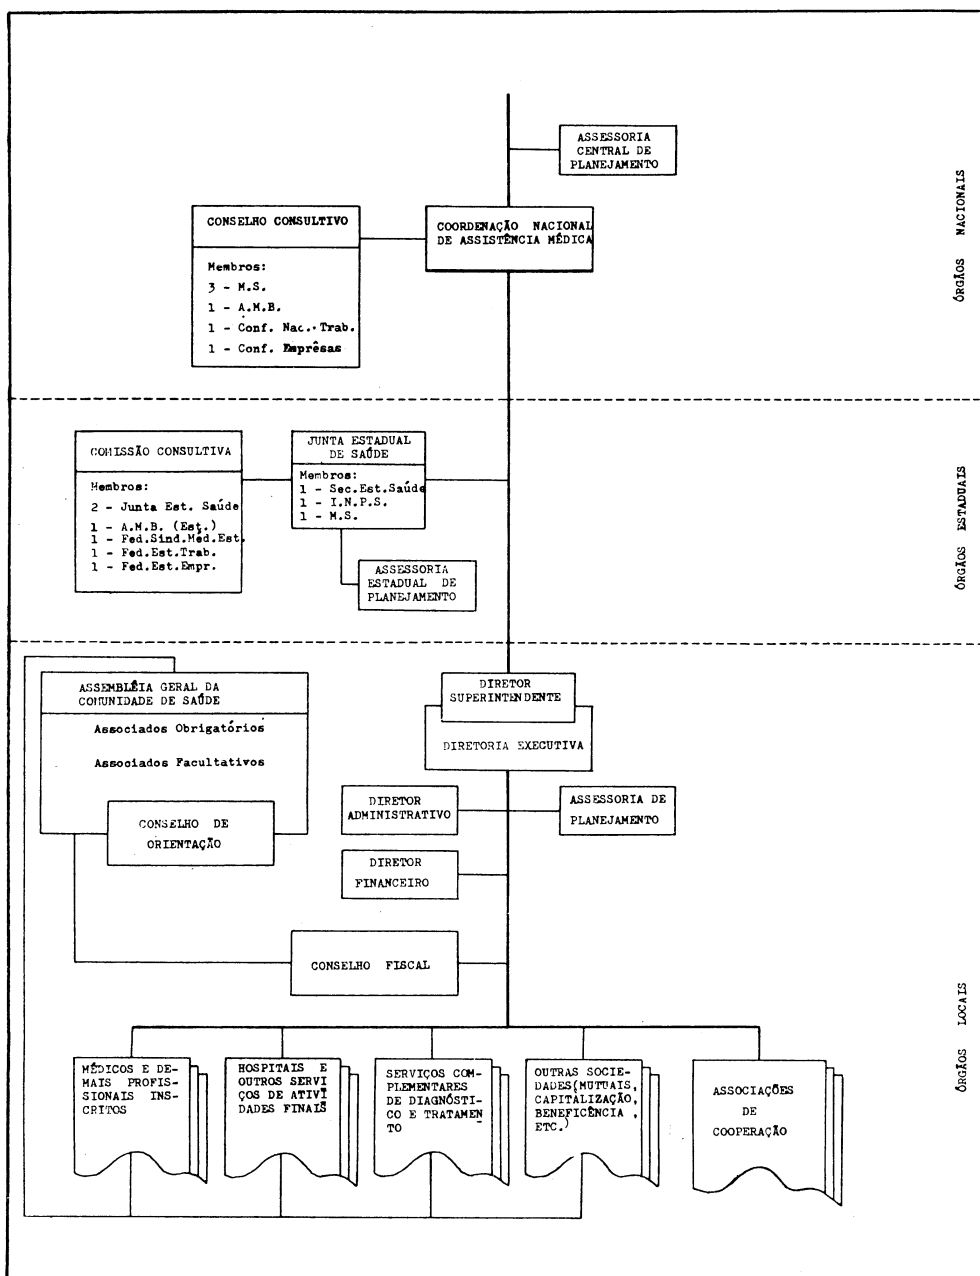 ASSESSORIA
CENTRAL DE
PLANEJAMENTO
CONSELHO CONSULTIVO
Membros:
3 - M.S.
1 - A.M.B.
1 - Conf. Nac. Trab.
1 - Conf. Emprêsas
COORDENAÇÃO NACIONAL
DE ASSISTÊNCIA MÉDICA
ÓRGÃOS NACIONAIS
COMISSÃO CONSULTIVA
Membros:
2 - Junta Est. Saúde
1 - A.M.B. (Est.)
1 - Fed.Sind.Med.Est.
1 - Fed.Est.Trab.
1 - Fed.Est.Empr.
JUNTA ESTADUAL
DE SAÚDE
Membros:
1 - Sec.Est.Saúde
1 - I.N.P.S.
1 - M.S.
ASSESSORIA
ESTADUAL DE
PLANEJAMENTO
ÓRGÃOS ESTADUAIS
ASSEMBLÉIA GERAL DA
COMUNIDADE DE SAÚDE
Associados Obrigatórios
Associados Facultativos
CONSELHO DE
ORIENTAÇÃO
DIRETOR
SUPERINTENDENTE
DIRETORIA EXECUTIVA
DIRETOR
ADMINISTRATIVO
ASSESSORIA DE
PLANEJAMENTO
DIRETOR
FINANCEIRO
CONSELHO FISCAL
ÓRGÃOS LOCAIS
MÉDICOS E DE-
MAIS PROFIS-
SIONAIS INS-
CRITOS
HOSPITAIS E
OUTROS SERVI
ÇOS DE ATIVI
DADES FINAIS
SERVIÇOS COM-
PLEMENTARES
DE DIAGNÓSTI-
CO E TRATAMEN
TO
OUTRAS SOCIE-
DADES(MUTUAIS,
CAPITALIZAÇÃO,
BENEFICÊNCIA ,
ETC.)
ASSOCIAÇÕES
DE
COOPERAÇÃO